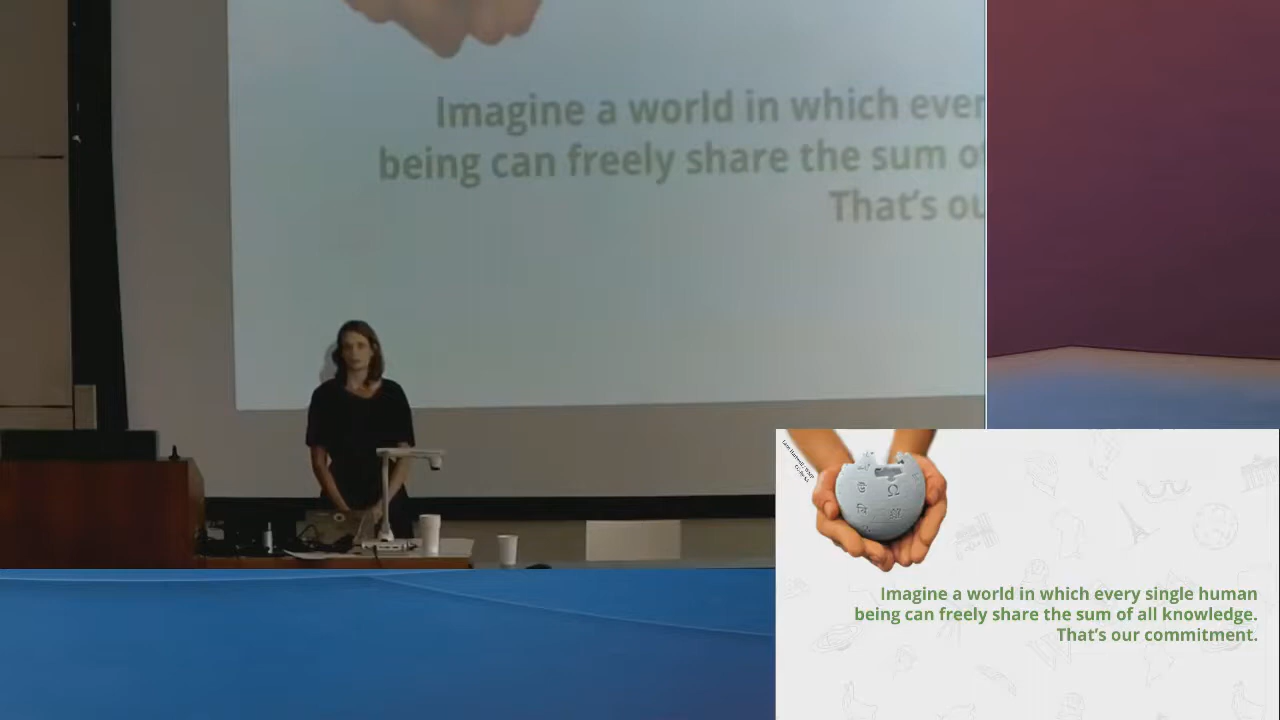 Imagine a world in which ever
being can freely share the sum of
That's ou
Imagine a world in which every single human
being can freely share the sum of all knowledge.
That's our commitment.